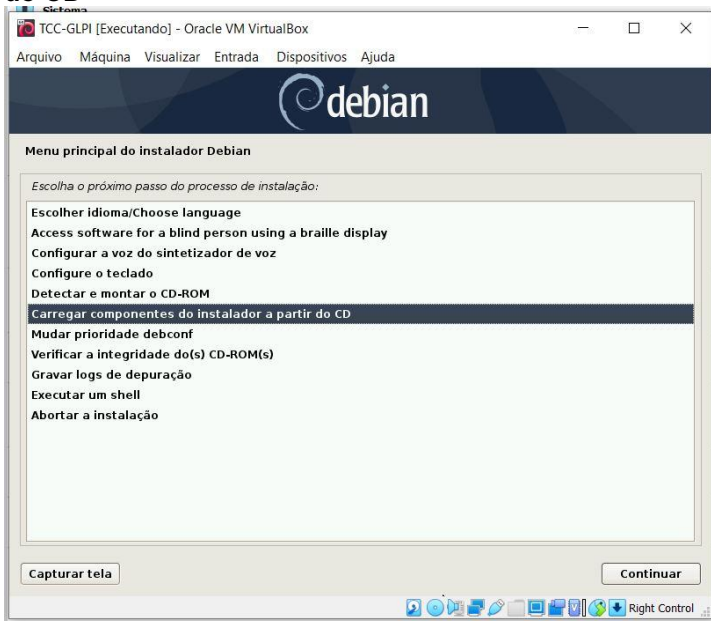 do CD
Sistema
TCC-GLPI [Executando] - Oracle VM VirtualBox
Arquivo Máquina Visualizar Entrada Dispositivos Ajuda
debian
Menu principal do instalador Debian
Escolha o próximo passo do processo de instalação:
Escolher idioma/Choose language
Access software for a blind person using a braille display
Configurar a voz do sintetizador de voz
Configure o teclado
Detectar e montar o CD-ROM
Carregar componentes do instalador a partir do CD
Mudar prioridade debconf
Verificar a integridade do(s) CD-ROM(s)
Gravar logs de depuração
Executar um shell
Abortar a instalação
Capturar tela
Continuar
Right Control